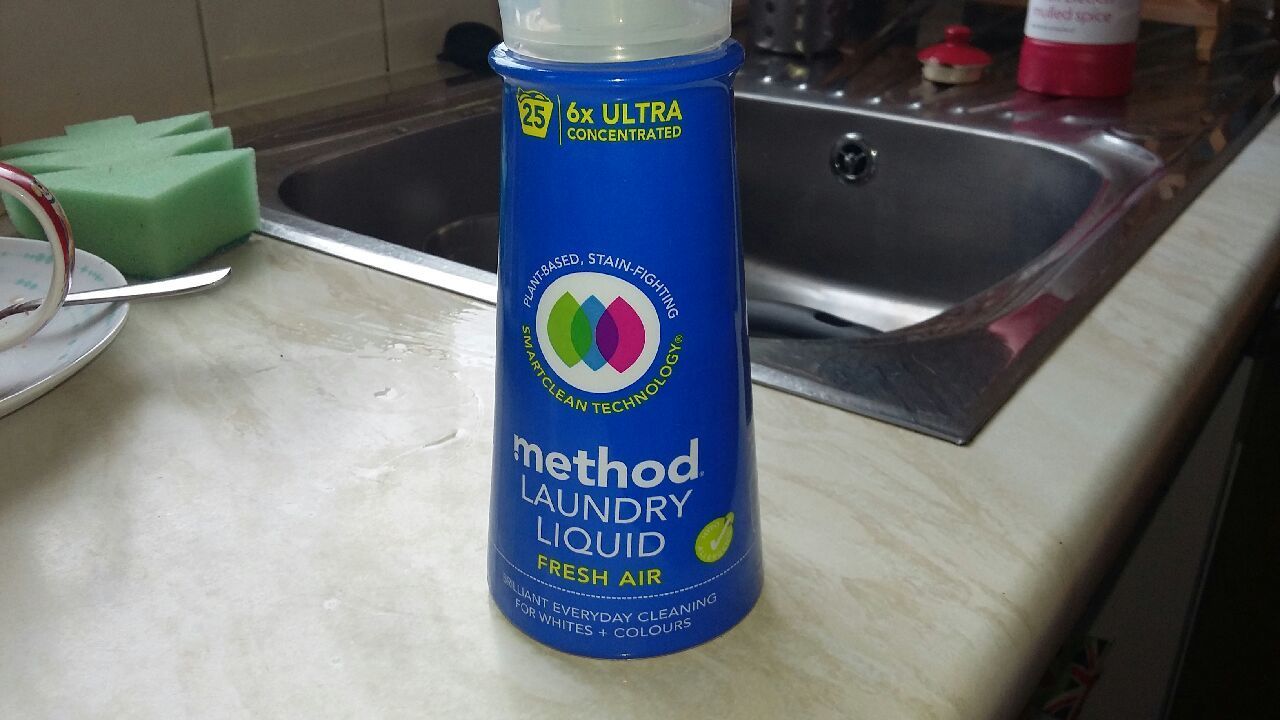 mulled spice
25
6x ULTRA
CONCENTRATED
PLANT-BASED, STAIN-FIGHTING
SMARTCLEAN TECHNOLOGY®
method
LAUNDRY
LIQUID
FRESH AIR
BRILLIANT EVERYDAY CLEANING
FOR WHITES + COLOURS